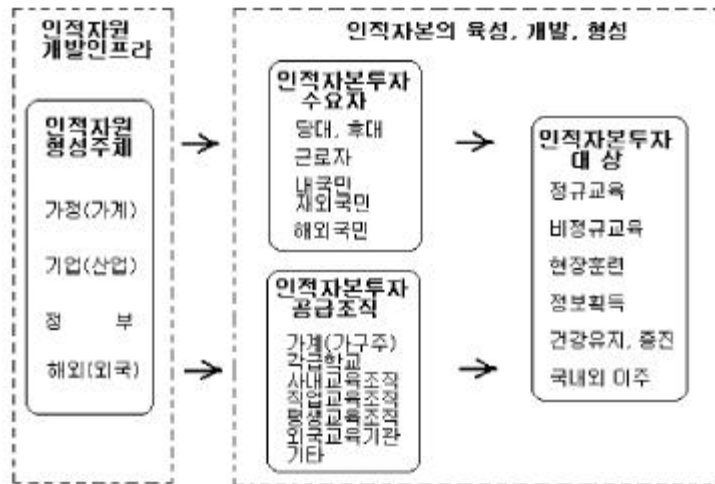 인적자원
개발인프라
인적자원
형성주체
가정(가계)
기업(산업)
정 부
해외(외국)
인적자본의 육성, 개발, 형성
인적자본투자
수요자
당대, 후대
근로자
내국민
재외국민
해외국민
인적자본투자
공급조직
가계(가구주)
각급학교
사내교육조직
직업교육조직
평생교육조직
외국교육기관
기타
인적자본투자
대 상
정규교육
비정규교육
현장훈련
정보획득
건강유지, 증진
국내외 이주